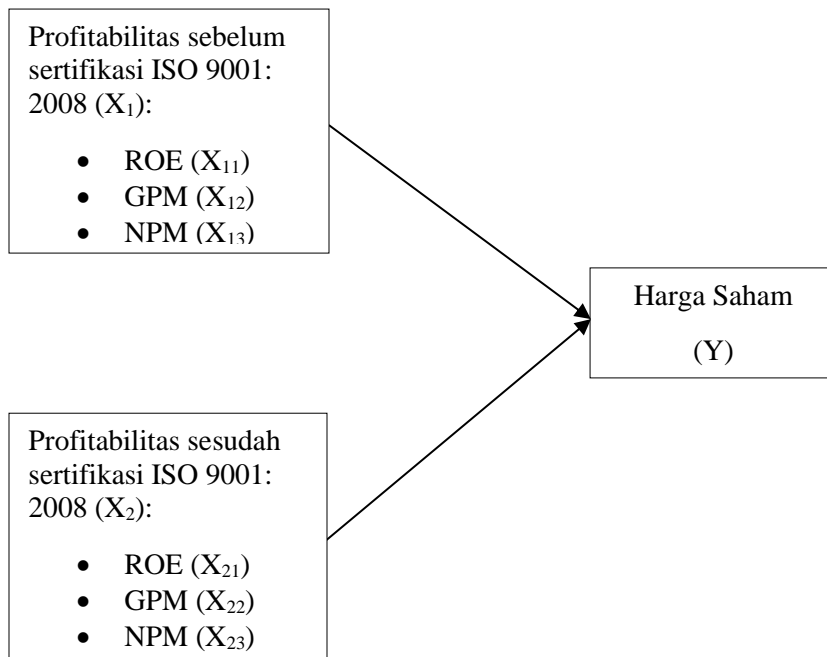 Profitabilitas sebelum
sertifikasi ISO 9001:
2008 (X₁):
• ROE (X₁₁)
• GPM (X₁₂)
• NPM (X₁₃)
Harga Saham
(Y)
Profitabilitas sesudah
sertifikasi ISO 9001:
2008 (X₂):
• ROE (X₂₁)
• GPM (X₂₂)
• NPM (X₂₃)